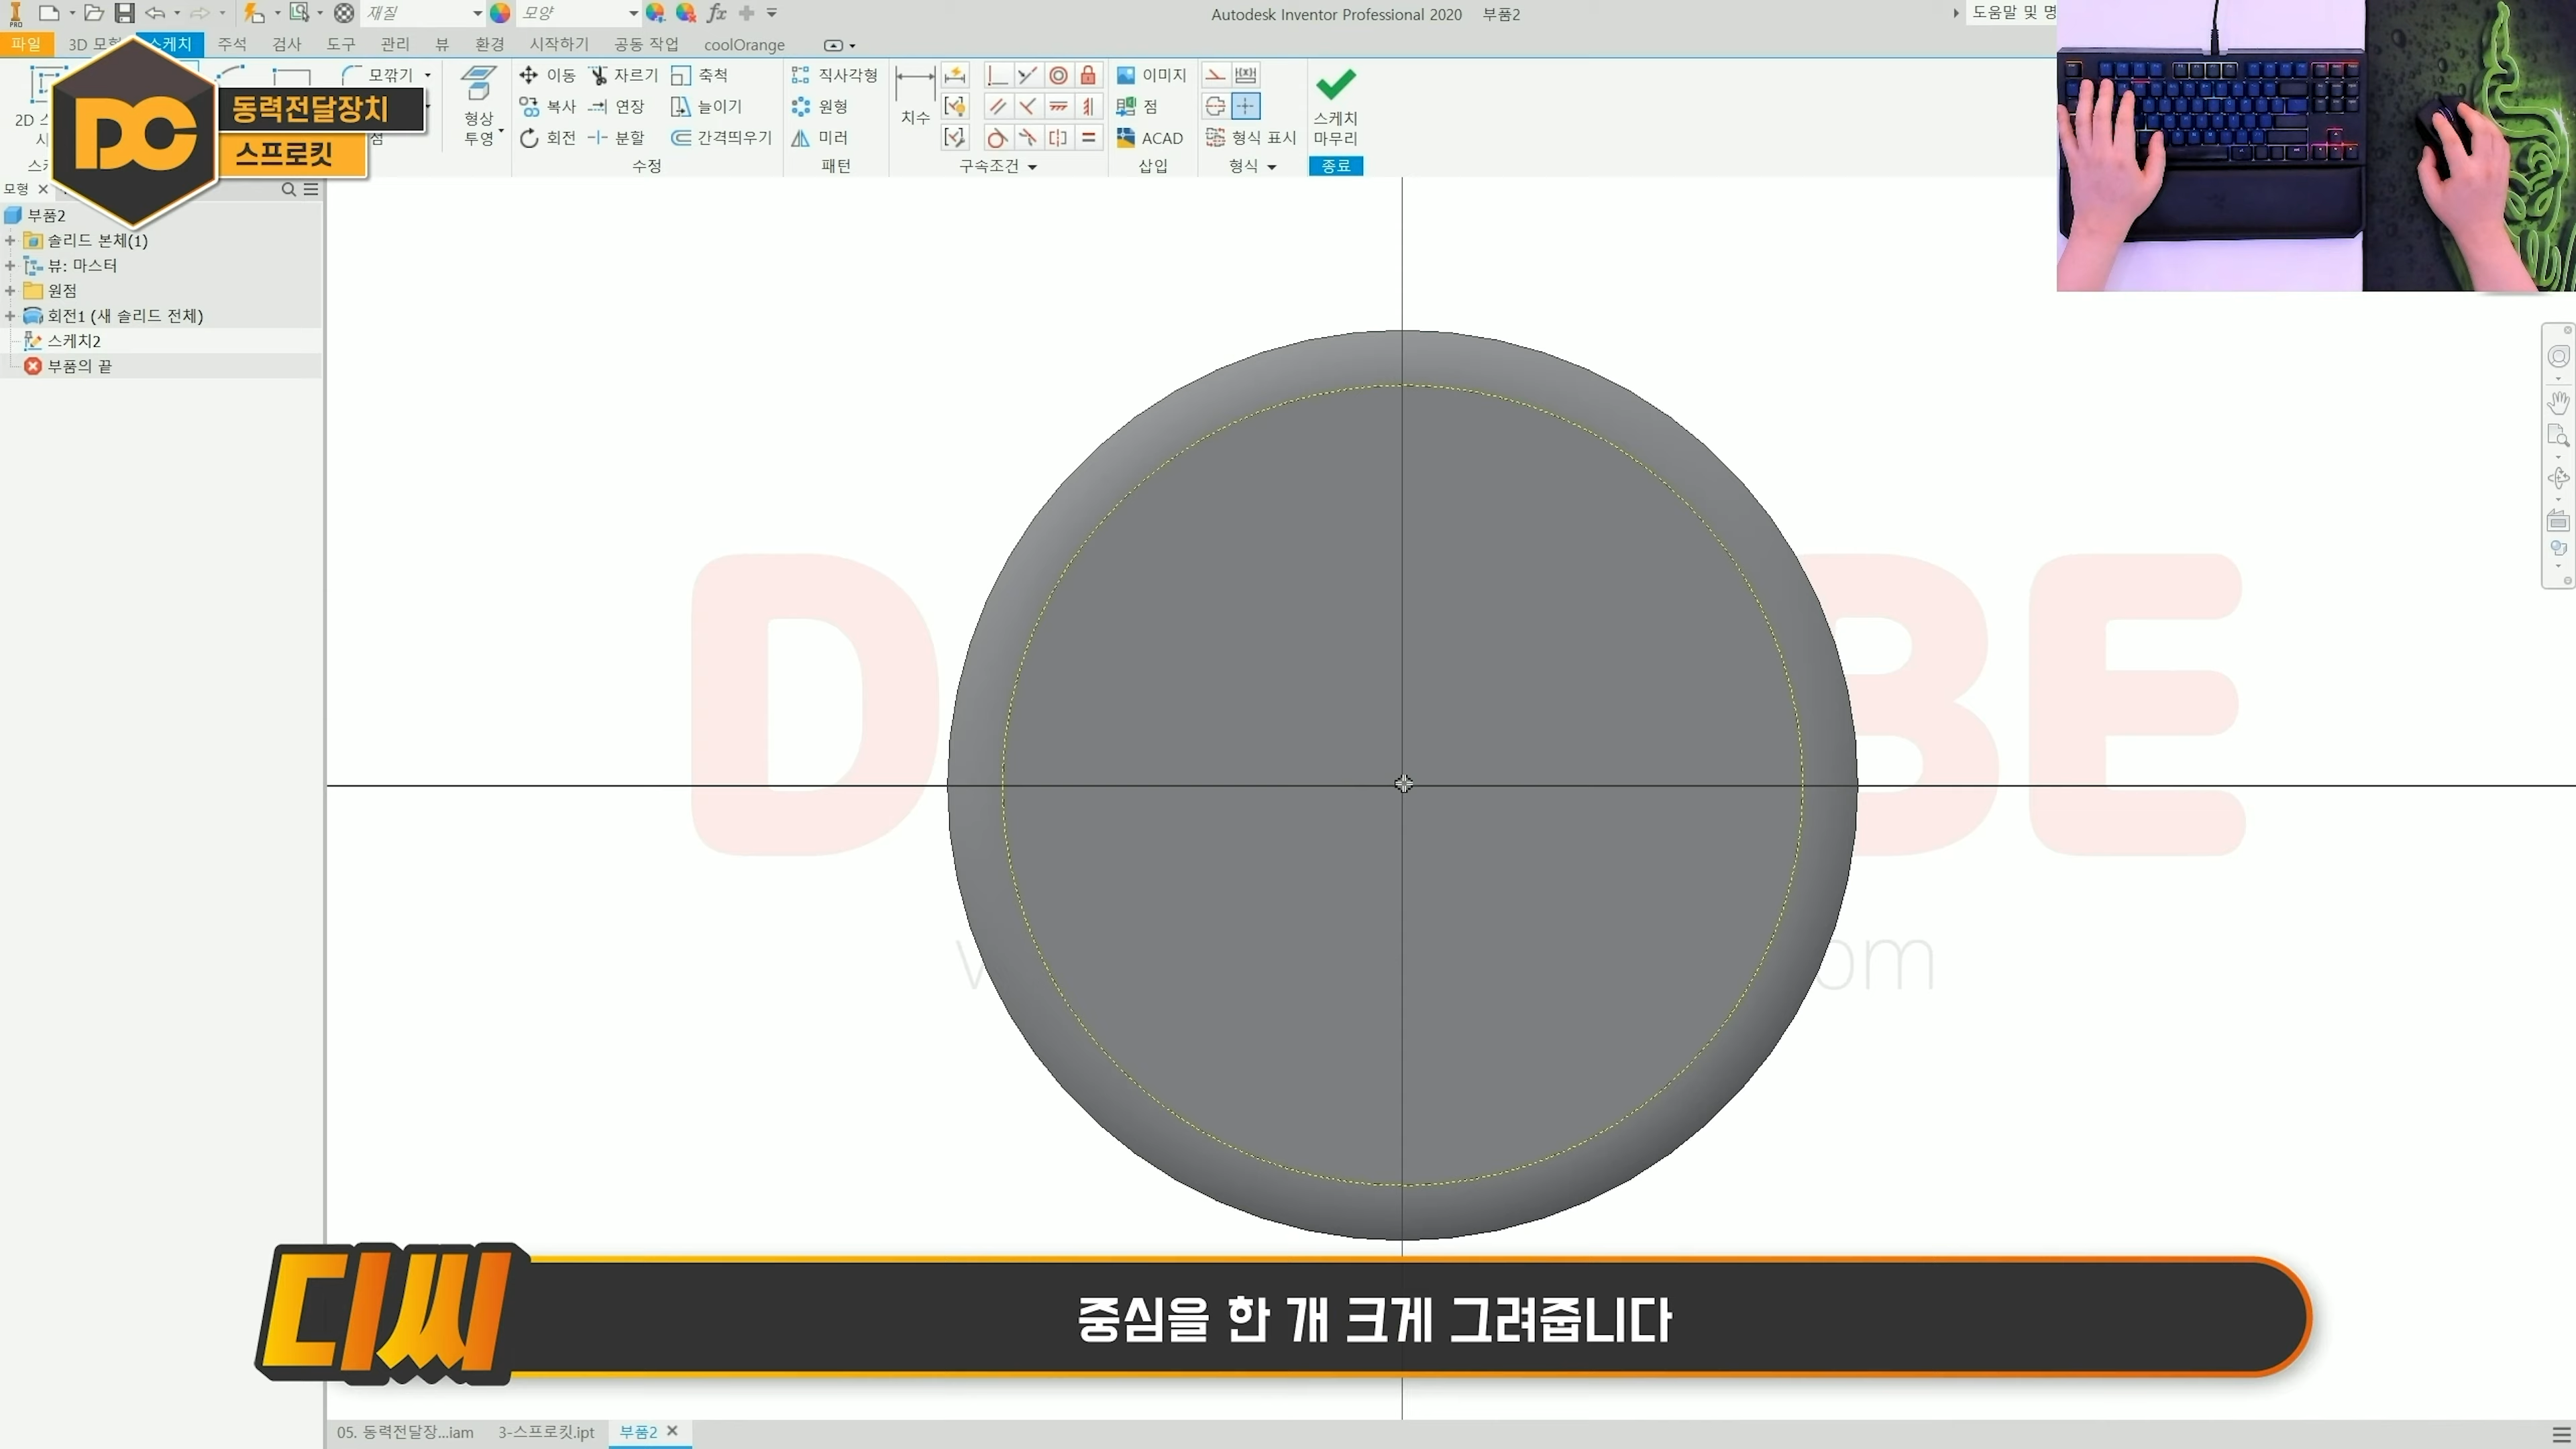 PRO
재질
모양
fx
Autodesk Inventor Professional 2020 부품2
도움말 및 명
파일
3D 모형
스케치
주석
검사
도구
관리
뷰
환경
시작하기
공동 작업
coolOrange
DC
동력전달장치
스프로킷
2D 스
모깎기
형상
투영
이동
자르기
축척
복사
연장
늘이기
회전
분할
간격띄우기
수정
직사각형
원형
미러
패턴
치수
구속조건
이미지
점
ACAD
삽입
형식 표시
형식
스케치
마무리
종료
모형
부품2
솔리드 본체(1)
뷰: 마스터
원점
회전1 (새 솔리드 전체)
스케치2
부품의 끝
D
BE
om
디씨
중심을 한 개 크게 그려줍니다
05. 동력전달장...iam
3-스프로킷.ipt
부품2